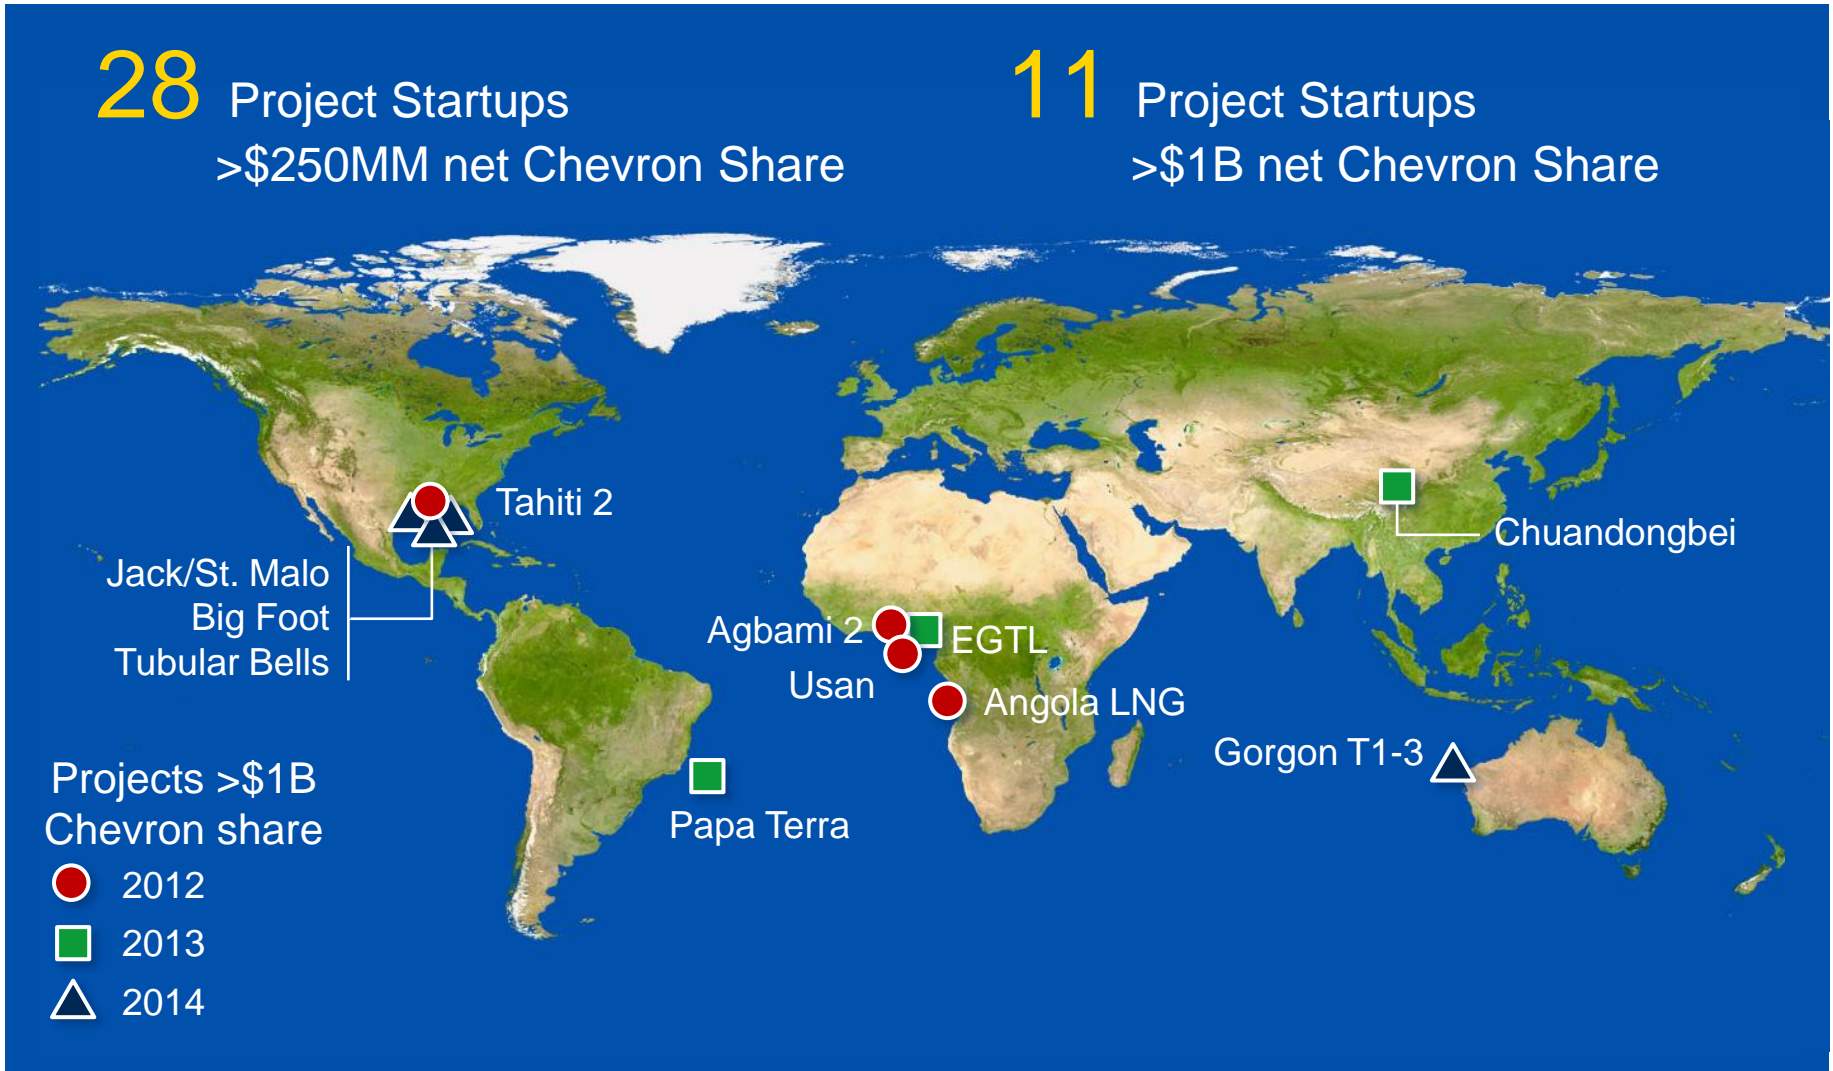 28 Project Startups
>$250MM net Chevron Share
11 Project Startups
>$1B net Chevron Share
Tahiti 2
Jack/St. Malo
Big Foot
Tubular Bells
Chuandongbei
Agbami 2
EGTL
Usan
Angola LNG
Gorgon T1-3
Papa Terra
Projects >$1B
Chevron share
2012
2013
2014